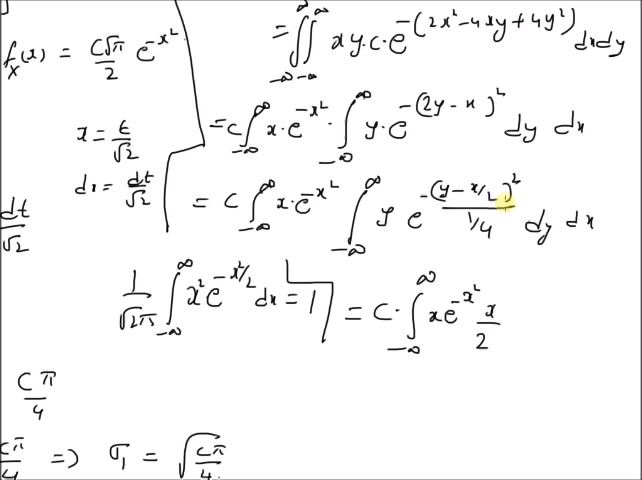 f_X(x) = C√π/2 e^{-x²}
x = t/√2
dx = dt/√2
dt/√2
= ∫_{-∞}^{∞} ∫_{-∞}^{∞} xy·c·e^{-(2x²-4xy+4y²)} dxdy
= C ∫_{-∞}^{∞} x·e^{-x²}· ∫_{-∞}^{∞} y·e^{-(2y-x)²} dy dx
= C ∫_{-∞}^{∞} x·e^{-x²} ∫_{-∞}^{∞} y e^{-(y-x/2)²/(1/4)} dy dx
1/√2π ∫_{-∞}^{∞} x² e^{-x²/2} dx = 1
= C· ∫_{-∞}^{∞} x e^{-x²} x/2
Cπ/4
Cπ/4 => σ₁ = √(Cπ/4)